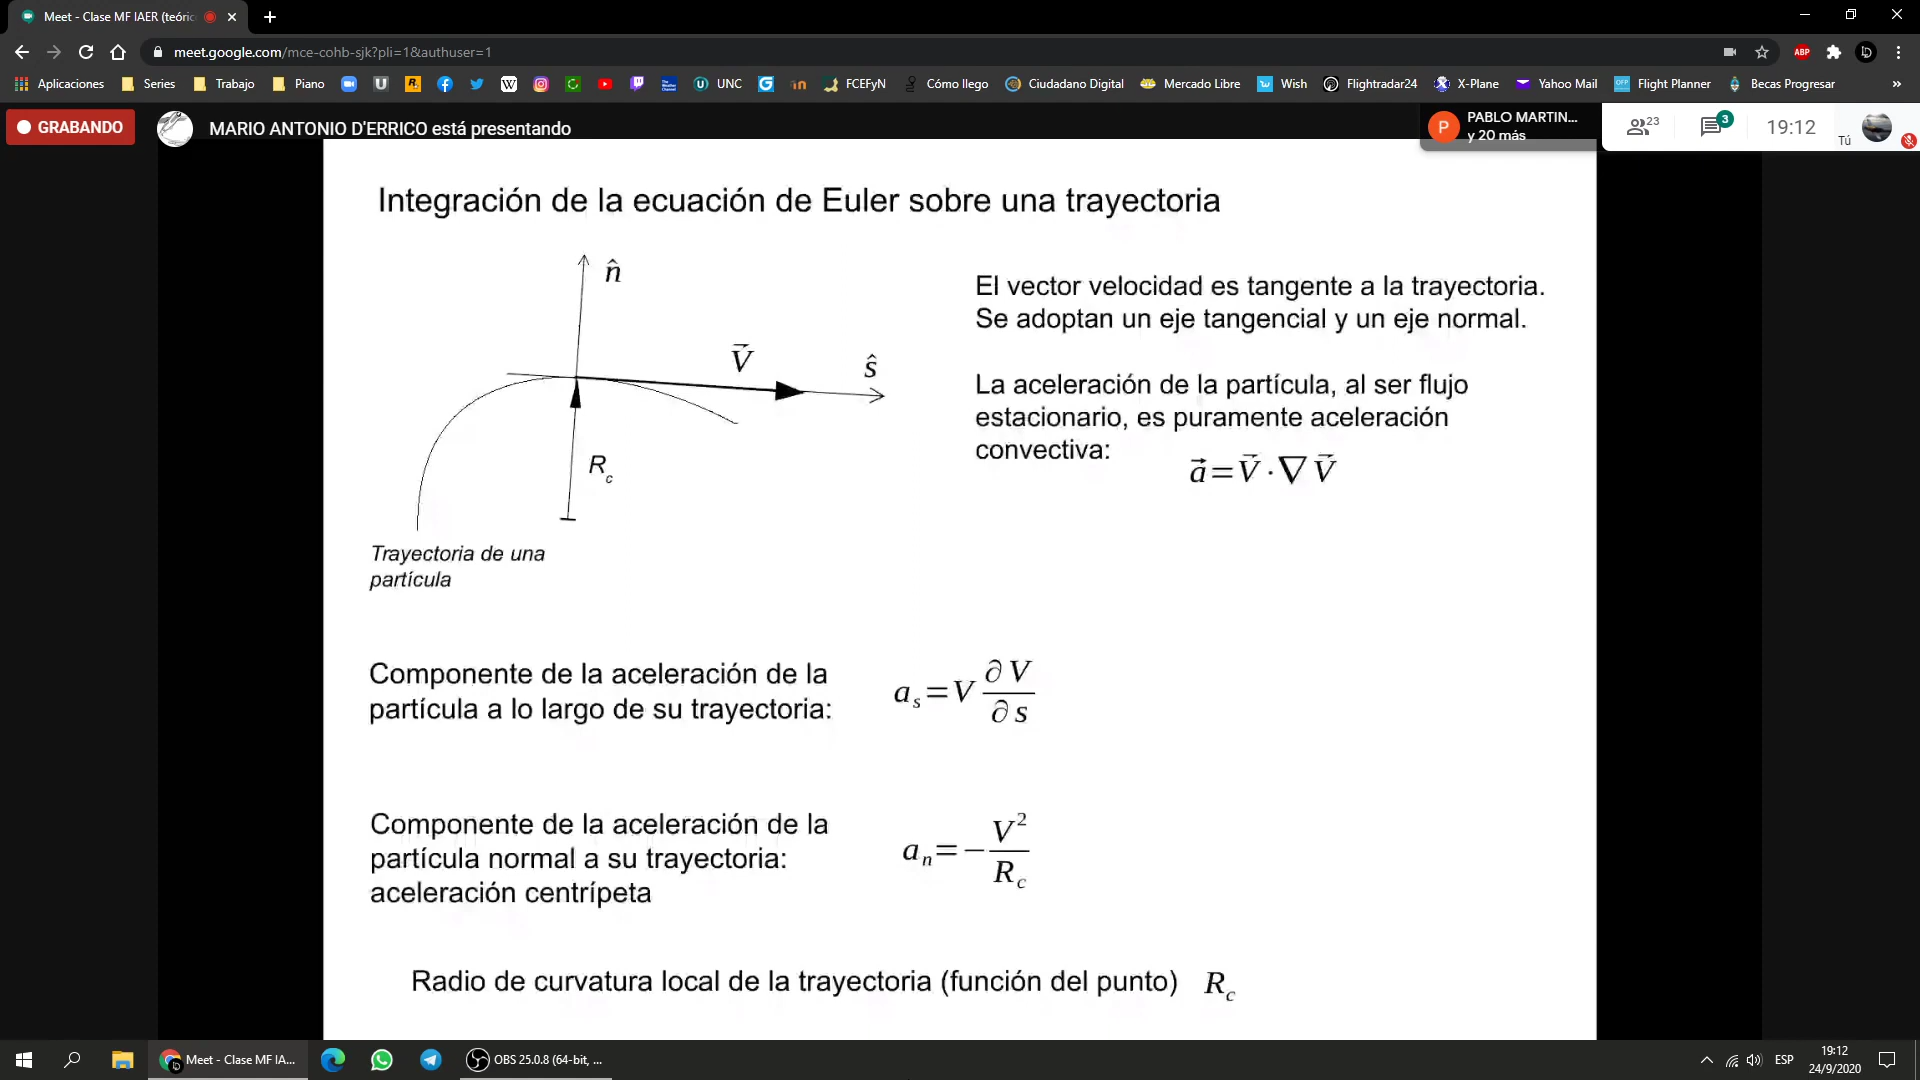 Meet - Clase MF IAER (teóric
meet.google.com/mce-cohb-sjk?pli=1&authuser=1
ABP
Aplicaciones Series Trabajo Piano UNC FCEFyN Cómo llego Ciudadano Digital Mercado Libre Wish Flightradar24 X-Plane Yahoo Mail Flight Planner Becas Progresar »
GRABANDO
MARIO ANTONIO D'ERRICO está presentando
P
PABLO MARTIN...
y 20 más
23
3
19:12
Tú
Integración de la ecuación de Euler sobre una trayectoria
n̂
V⃗
ŝ
R_c
Trayectoria de una
partícula
El vector velocidad es tangente a la trayectoria.
Se adoptan un eje tangencial y un eje normal.
La aceleración de la partícula, al ser flujo
estacionario, es puramente aceleración
convectiva:
a⃗=V⃗·∇V⃗
Componente de la aceleración de la
partícula a lo largo de su trayectoria:
a_s=V ∂V/∂s
Componente de la aceleración de la
partícula normal a su trayectoria:
aceleración centrípeta
a_n=−V²/R_c
Radio de curvatura local de la trayectoria (función del punto) R_c
Meet - Clase MF IA...
OBS 25.0.8 (64-bit, ...
ESP
19:12
24/9/2020